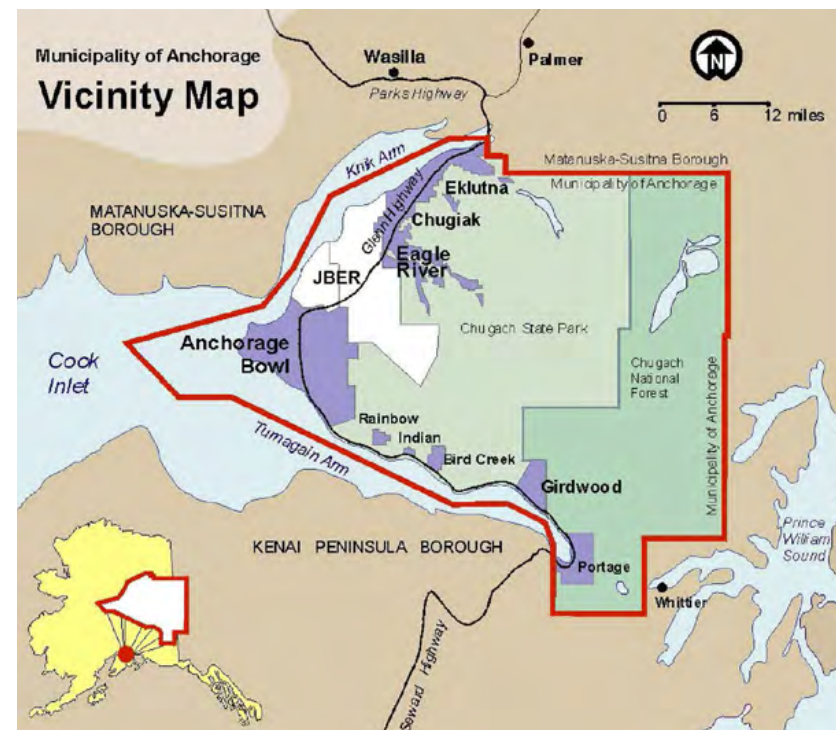 Municipality of Anchorage
Vicinity Map
Wasilla
Palmer
Parks Highway
N
0 6 12 miles
Knik Arm
Matanuska-Susitna Borough
Municipality of Anchorage
Eklutna
Glenn Highway
MATANUSKA-SUSITNA
BOROUGH
Chugiak
Eagle
River
JBER
Chugach State Park
Anchorage
Bowl
Cook
Inlet
Chugach
National
Forest
Municipality of Anchorage
Rainbow
Indian
Turnagain Arm
Bird Creek
Girdwood
Prince
William
Sound
KENAI PENINSULA BOROUGH
Portage
Whittier
Seward Highway